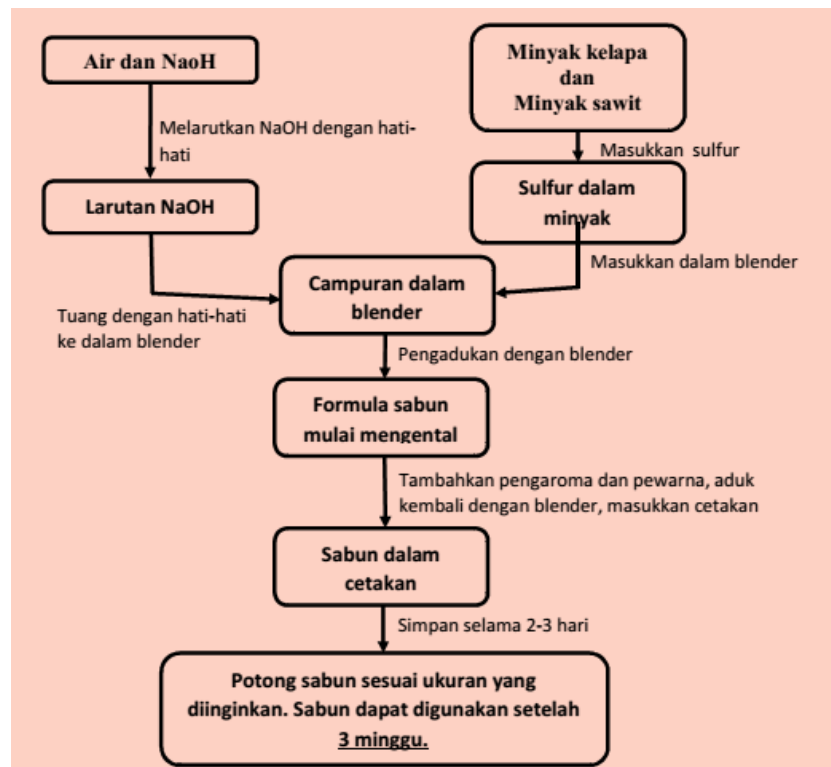 Air dan NaOH
Melarutkan NaOH dengan hati-
hati
Larutan NaOH
Minyak kelapa
dan
Minyak sawit
Masukkan sulfur
Sulfur dalam
minyak
Masukkan dalam blender
Tuang dengan hati-hati
ke dalam blender
Campuran dalam
blender
Pengadukan dengan blender
Formula sabun
mulai mengental
Tambahkan pengaroma dan pewarna, aduk
kembali dengan blender, masukkan cetakan
Sabun dalam
cetakan
Simpan selama 2-3 hari
Potong sabun sesuai ukuran yang
diinginkan. Sabun dapat digunakan setelah
3 minggu.